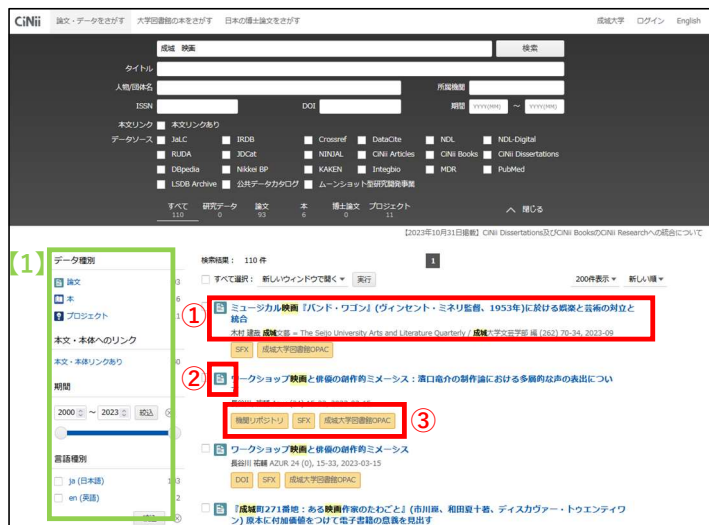 CiNii 論文・データをさがす 大学図書館の本をさがす 日本の博士論文をさがす 成城大学 ログイン English
成城 映画 検索
タイトル
人物/団体名 所属機関
ISSN DOI 期間 YYYY(MM) ～ YYYY(MM)
本文リンク 本文リンクあり
データソース JaLC IRDB Crossref DataCite NDL NDL-Digital
RUDA JDCat NINJAL CiNii Articles CiNii Books CiNii Dissertations
DBpedia Nikkei BP KAKEN Integbio MDR PubMed
LSDB Archive 公共データカタログ ムーンショット型研究開発事業
すべて 研究データ 論文 本 博士論文 プロジェクト
110 0 93 6 0 11 閉じる
【2023年10月31日掲載】CiNii Dissertations及びCiNii BooksのCiNii Researchへの統合について
【1】
データ種別
論文
本 6
プロジェクト
本文・本体へのリンク
本文・本体リンクあり
期間
2000 ～ 2023 絞込
言語種別
ja (日本語)
en (英語) 2
検索結果： 110 件 1
すべて選択： 新しいウィンドウで開く 実行 200件表示 新しい順
①
ミュージカル映画『バンド・ワゴン』(ヴィンセント・ミネリ監督、1953年)に於ける娯楽と芸術の対立と
統合
木村 建哉 成城文藝 = The Seijo University Arts and Literature Quarterly / 成城大学文芸学部 編 (262) 70-34, 2023-09
SFX 成城大学図書館OPAC
②
ワークショップ映画と俳優の創作的ミメーシス：濱口竜介の制作論における多層的な声の表出につい
機関リポジトリ SFX 成城大学図書館OPAC
③
ワークショップ映画と俳優の創作的ミメーシス
長谷川 祐輔 AZUR 24 (0), 15-33, 2023-03-15
DOI SFX 成城大学図書館OPAC
『成城町271番地：ある映画作家のたわごと』(市川崑、和田夏十著、ディスカヴァー・トゥエンティワ
ン) 原本に付加価値をつけて電子書籍の意義を見出す